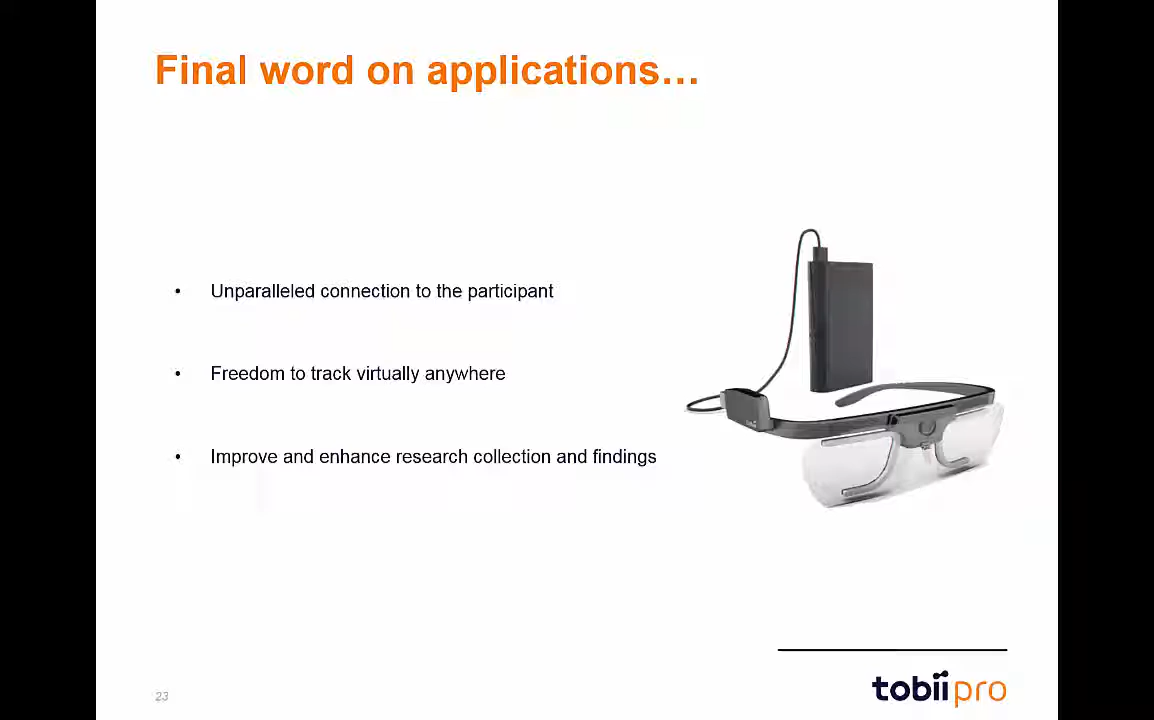 Final word on applications…
• Unparalleled connection to the participant
• Freedom to track virtually anywhere
• Improve and enhance research collection and findings
23
tobii pro